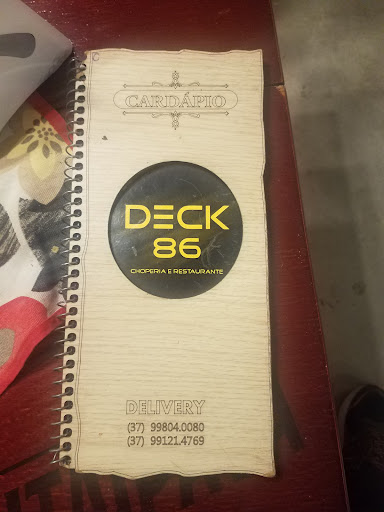 CARDÁPIO
DECK
86
CHOPERIA E RESTAURANTE
DELIVERY
(37) 99804.0080
(37) 99121.4769